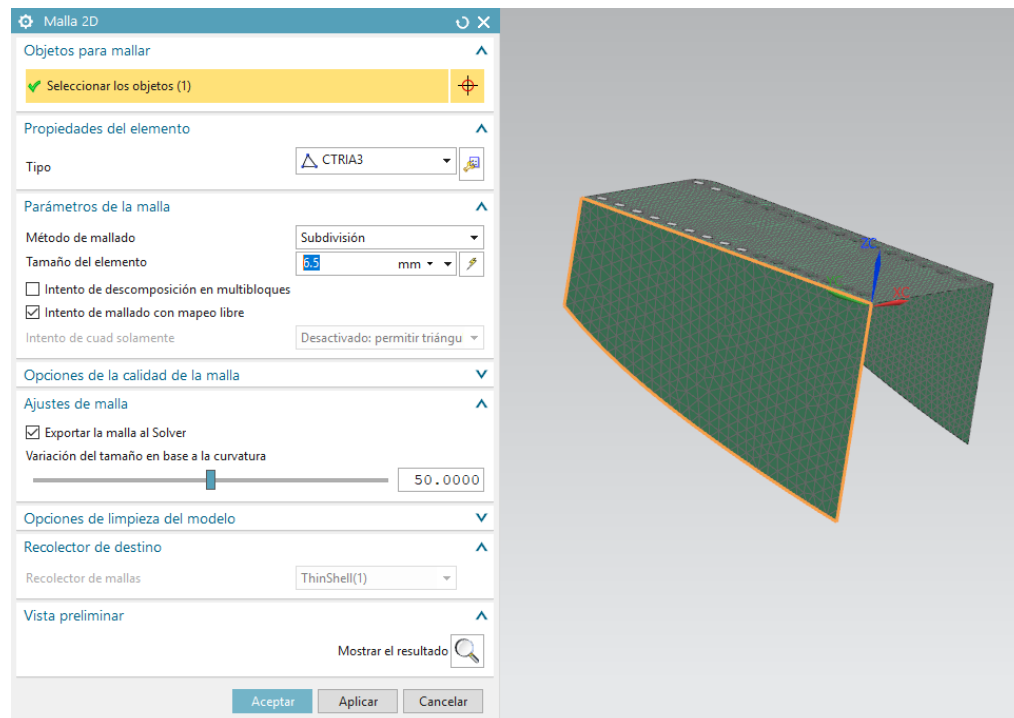 Malla 2D
Objetos para mallar
Seleccionar los objetos (1)
Propiedades del elemento
Tipo
CTRIA3
Parámetros de la malla
Método de mallado
Subdivisión
Tamaño del elemento
6.5 mm
Intento de descomposición en multibloques
Intento de mallado con mapeo libre
Intento de cuad solamente
Desactivado: permitir triángu
Opciones de la calidad de la malla
Ajustes de malla
Exportar la malla al Solver
Variación del tamaño en base a la curvatura
50.0000
Opciones de limpieza del modelo
Recolector de destino
Recolector de mallas
ThinShell(1)
Vista preliminar
Mostrar el resultado
Aceptar Aplicar Cancelar
ZC
XC